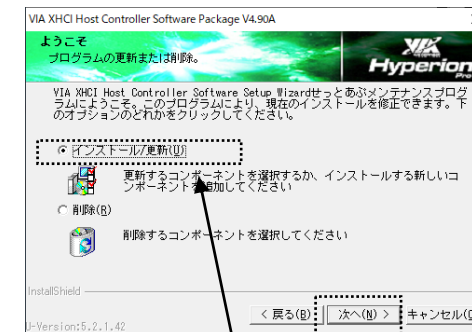 VIA XHCI Host Controller Software Package V4.90A
ようこそ
プログラムの更新または削除。
VIA
Hyperion
Pro
VIA XHCI Host Controller Software Setup Wizardせっとあぷメンテナンスプログ
ラムにようこそ。このプログラムにより、現在のインストールを修正できます。下
のオプションのどれかをクリックしてください。
インストール/更新(U)
更新するコンポーネントを選択するか、インストールする新しいコ
ンポーネントを追加してください
削除(R)
削除するコンポーネントを選択してください
InstallShield
< 戻る(B) 次へ(N) > キャンセル(
U-Version:5.2.1.42